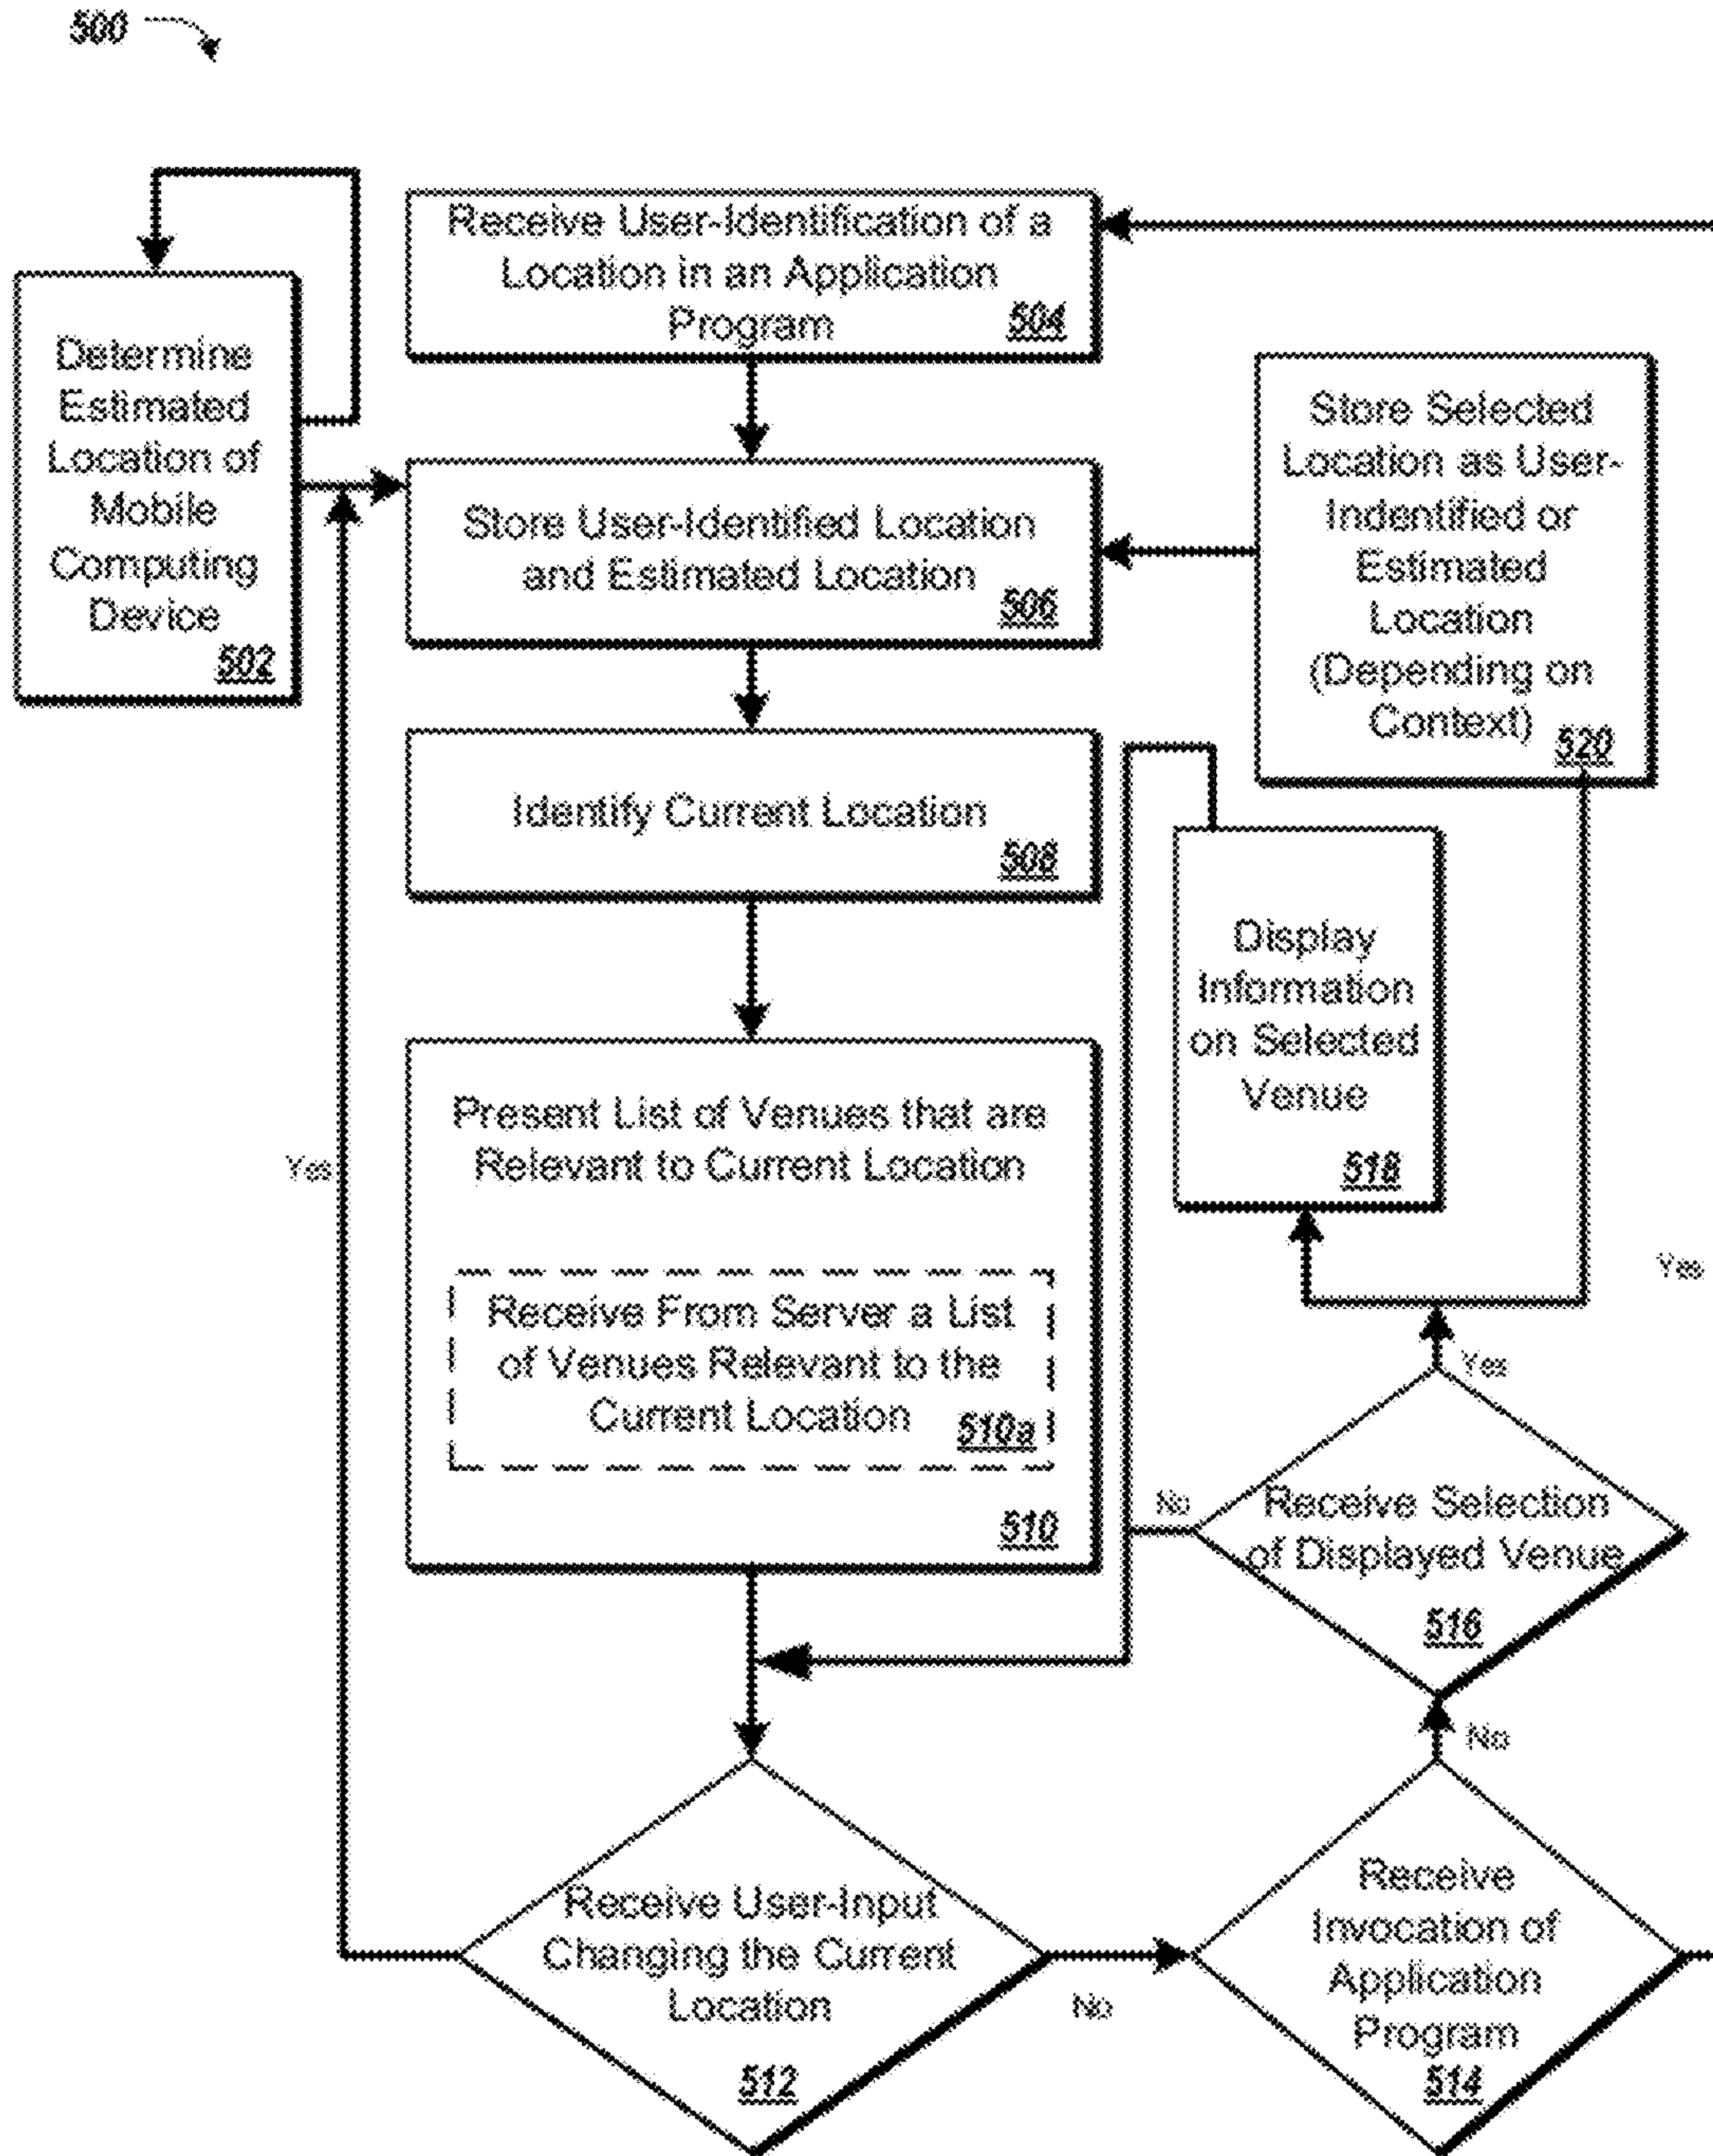 500
Receive User-Identification of a
Location in an Application
Program
504
Determine
Estimated
Location of
Mobile
Computing
Device
502
Store User-Identified Location
and Estimated Location
506
Store Selected
Location as User-
Indentified or
Estimated
Location
(Depending on
Context)
520
Identify Current Location
508
Display
Information
on Selected
Venue
518
Present List of Venues that are
Relevant to Current Location
Receive From Server a List
of Venues Relevant to the
Current Location
510a
510
Yes
Yes
Yes
No
Receive Selection
of Displayed Venue
516
No
Receive User-Input
Changing the Current
Location
512
No
Receive
Invocation of
Application
Program
514